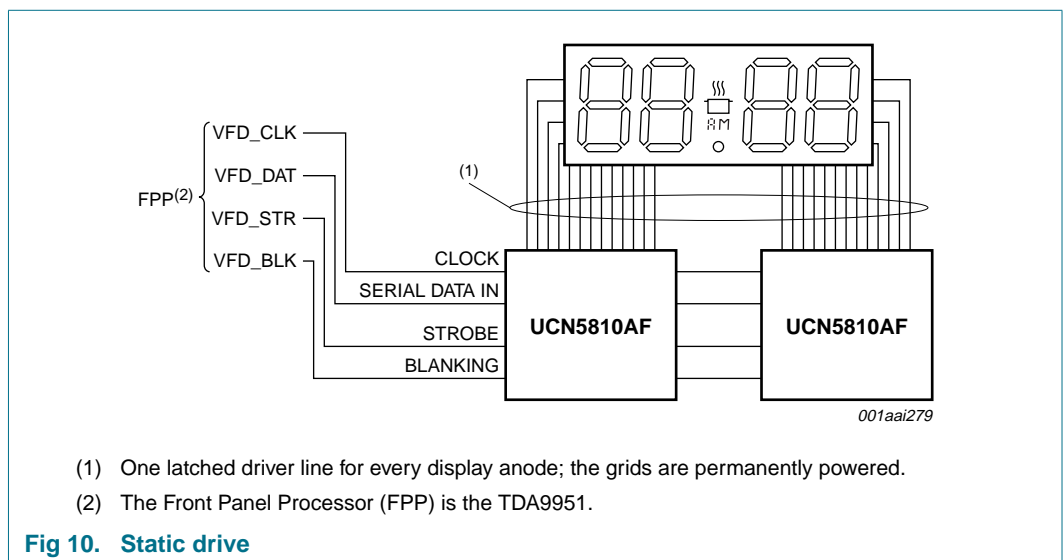 (1)
VFD_CLK
VFD_DAT
FPP(2)
VFD_STR
VFD_BLK
AM
CLOCK
SERIAL DATA IN
STROBE
BLANKING
UCN5810AF
UCN5810AF
001aai279
(1) One latched driver line for every display anode; the grids are permanently powered.
(2) The Front Panel Processor (FPP) is the TDA9951.
Fig 10. Static drive